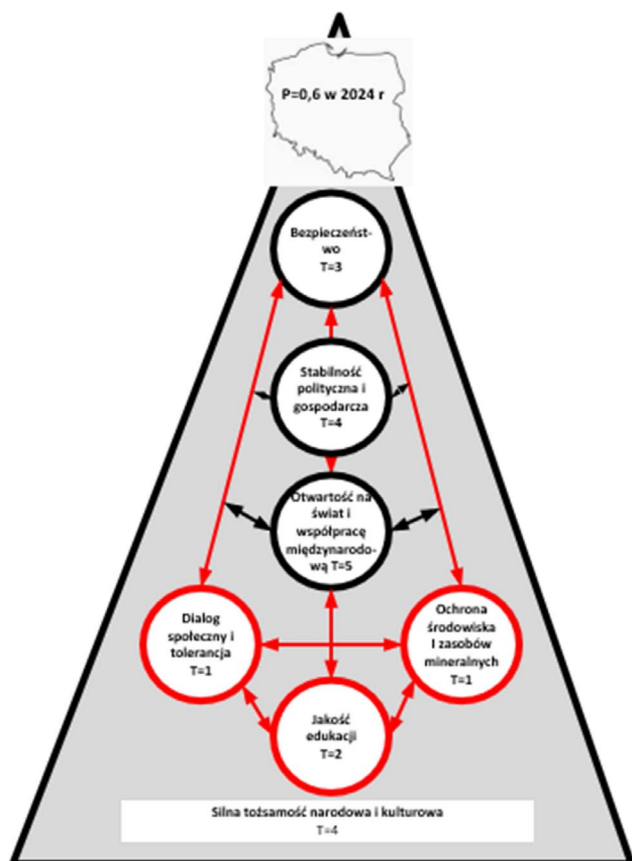 P=0,6 w 2024 r
Bezpieczeńst-
wo
T=3
Stabilność
polityczna i
gospodarcza
T=4
Otwartość na
świat i
współpracę
międzynarodo-
wą T=5
Dialog
społeczny i
tolerancja
T=1
Ochrona
środowiska
I zasobów
mineralnych
T=1
Jakość
edukacji
T=2
Silna tożsamość narodowa i kulturowa
T=4